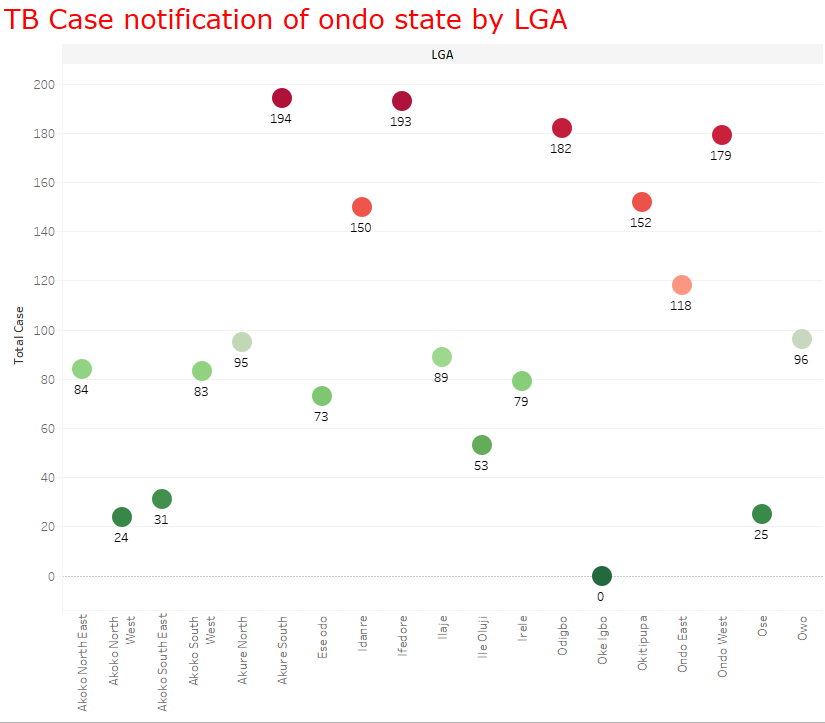 TB Case notification of ondo state by LGA
LGA
200
180
160
140
120
100
80
60
40
20
0
Total Case
84
24
31
83
95
194
73
150
193
89
53
79
182
0
152
118
179
25
96
Akoko North East
Akoko North
West
Akoko South East
Akoko South
West
Akure North
Akure South
Ese odo
Idanre
Ifedore
Ilaje
Ile Oluji
Irele
Odigbo
Oke Igbo
Okitipupa
Ondo East
Ondo West
Ose
Owo